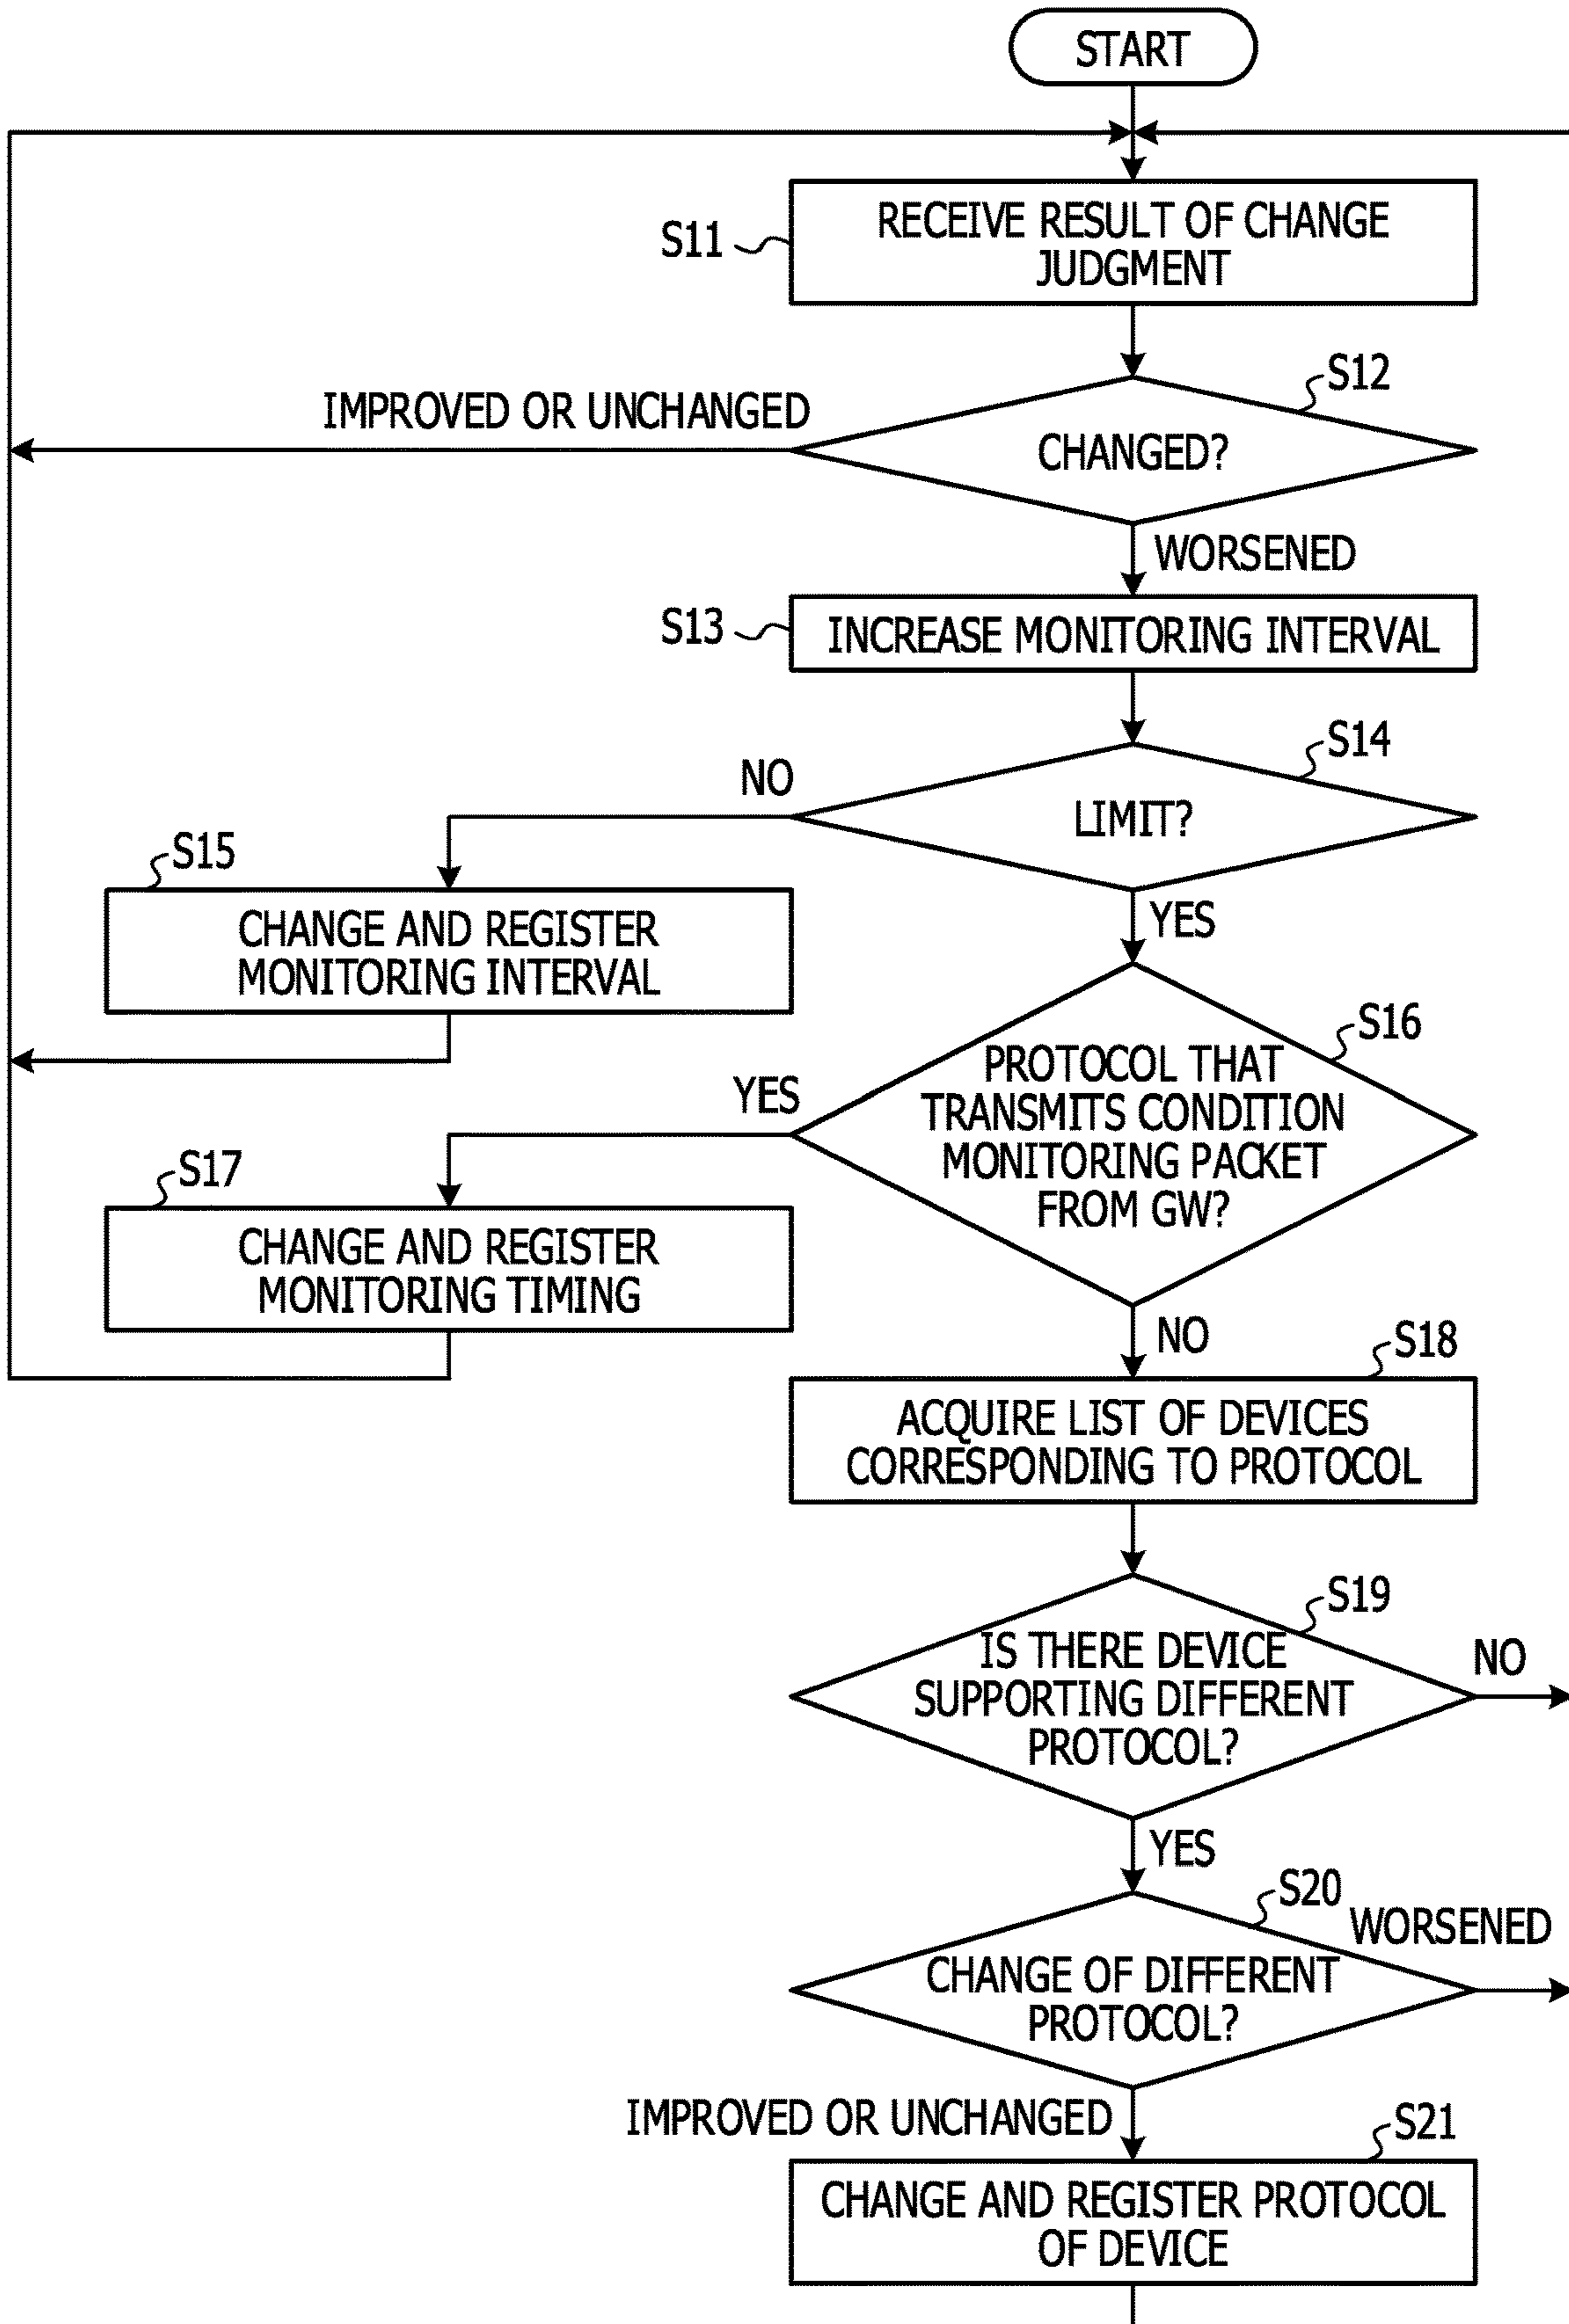 START
RECEIVE RESULT OF CHANGE
JUDGMENT
S11
S12
IMPROVED OR UNCHANGED
CHANGED?
WORSENED
S13
INCREASE MONITORING INTERVAL
S14
NO
LIMIT?
S15
YES
CHANGE AND REGISTER
MONITORING INTERVAL
S16
PROTOCOL THAT
TRANSMITS CONDITION
MONITORING PACKET
FROM GW?
YES
S17
CHANGE AND REGISTER
MONITORING TIMING
NO
S18
ACQUIRE LIST OF DEVICES
CORRESPONDING TO PROTOCOL
S19
IS THERE DEVICE
SUPPORTING DIFFERENT
PROTOCOL?
NO
YES
S20
WORSENED
CHANGE OF DIFFERENT
PROTOCOL?
IMPROVED OR UNCHANGED
S21
CHANGE AND REGISTER PROTOCOL
OF DEVICE